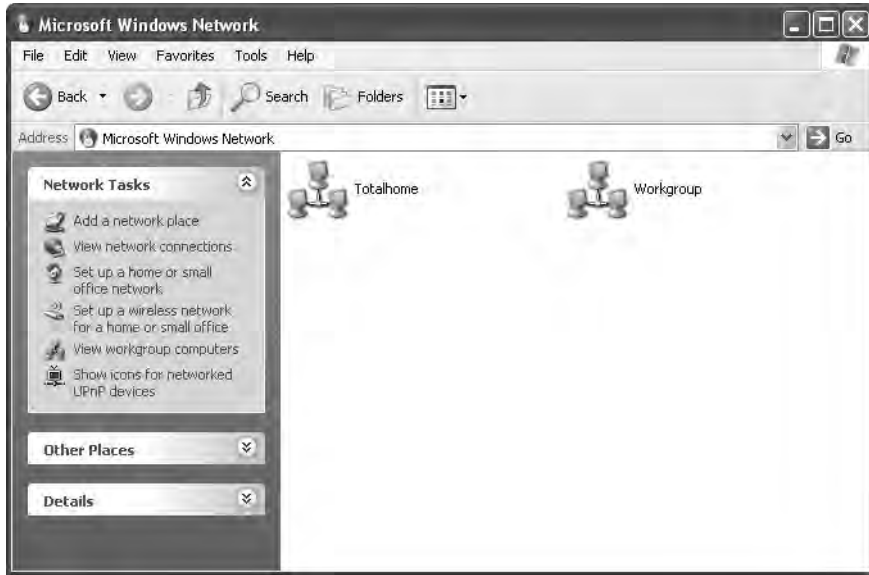 Microsoft Windows Network
File Edit View Favorites Tools Help
Back Search Folders
Address Microsoft Windows Network Go
Network Tasks
Add a network place
View network connections
Set up a home or small
office network
Set up a wireless network
for a home or small office
View workgroup computers
Show icons for networked
UPnP devices
Other Places
Details
Totalhome
Workgroup